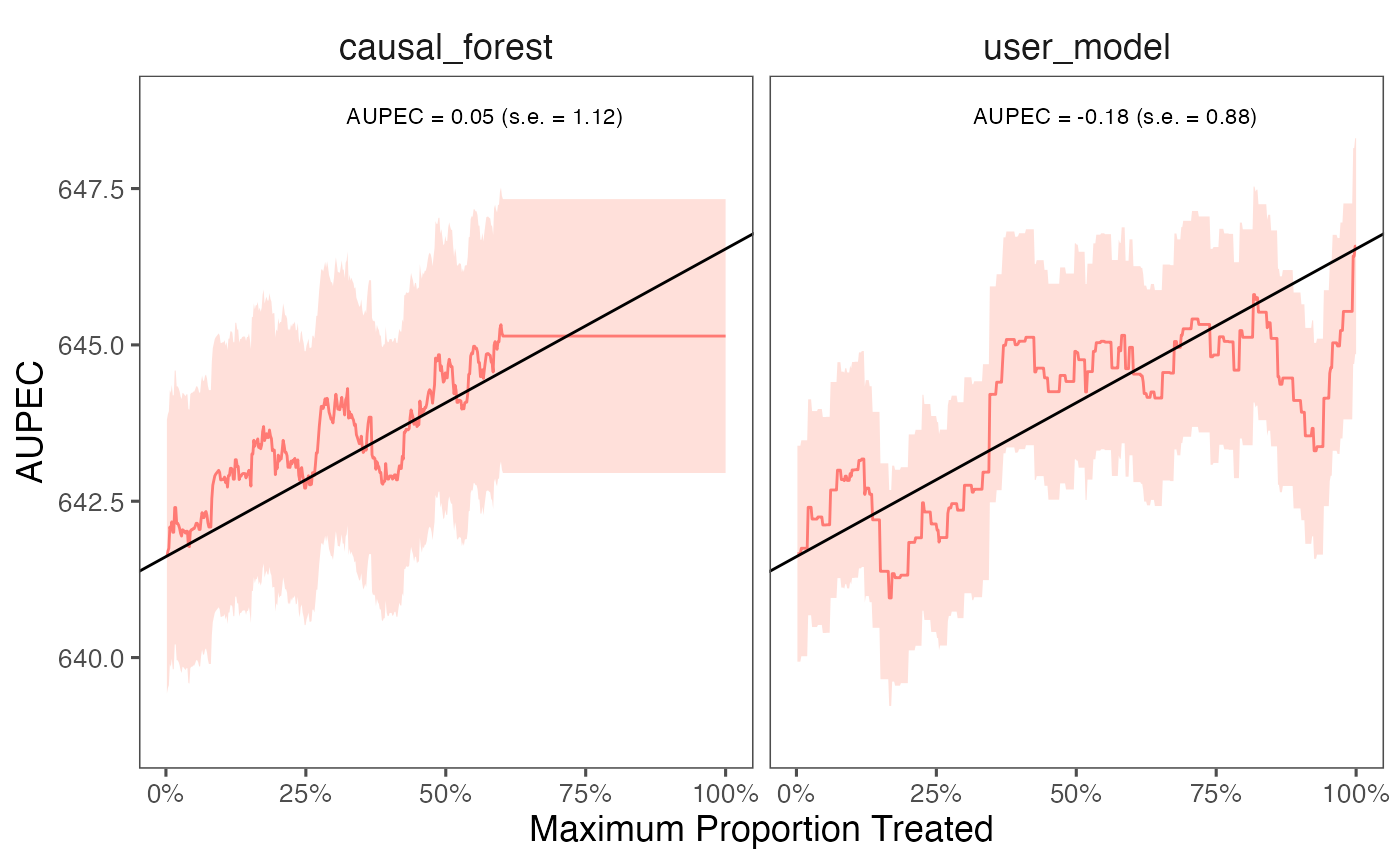 causal_forest
user_model
AUPEC = 0.05 (s.e. = 1.12)
AUPEC = -0.18 (s.e. = 0.88)
647.5
645.0
642.5
640.0
AUPEC
0%
25%
50%
75%
100%
0%
25%
50%
75%
100%
Maximum Proportion Treated